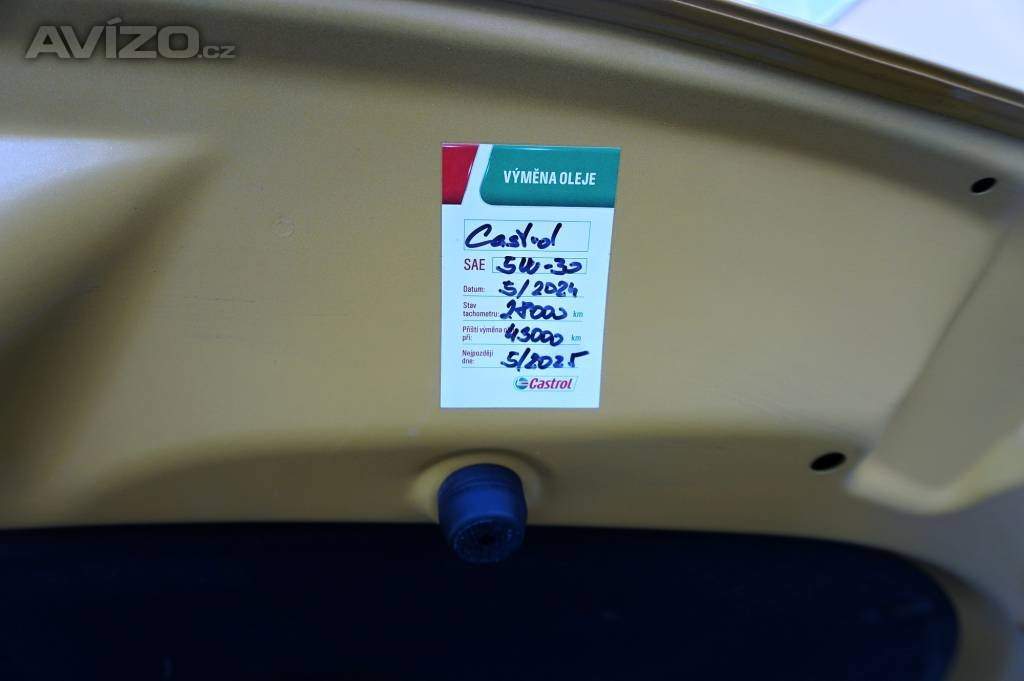 AVÍZO.cz
VÝMĚNA OLEJE
Castrol
SAE 5W-30
Datum: 5/2024
Stav
tachometru: 28000 km
Příští výměna
při: 43000 km
Nejpozději
dne: 5/2025
Castrol